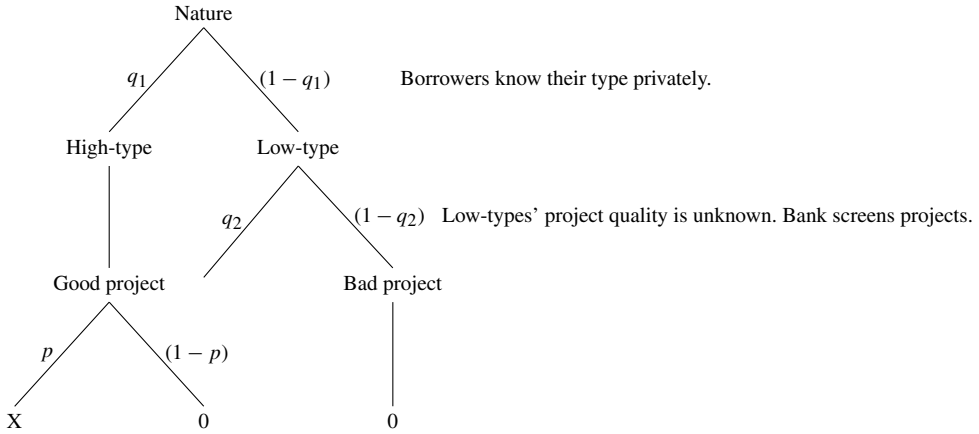 Nature
q1 (1 − q1) Borrowers know their type privately.
High-type Low-type
q2 (1 − q2) Low-types' project quality is unknown. Bank screens projects.
Good project Bad project
p (1 − p)
X 0 0